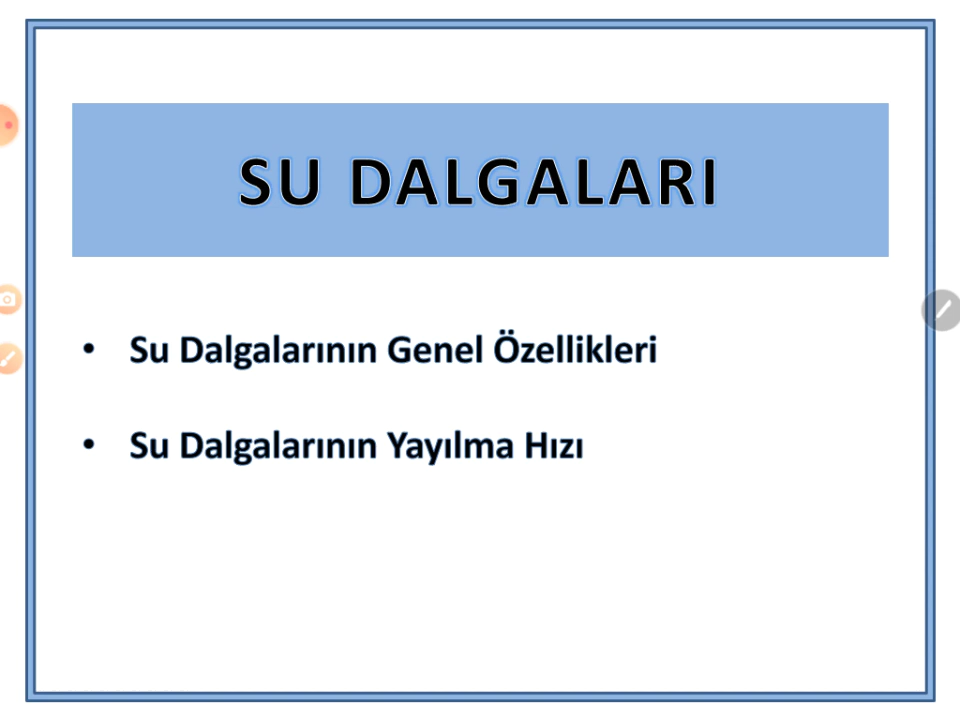 SU DALGALARI
• Su Dalgalarının Genel Özellikleri
• Su Dalgalarının Yayılma Hızı